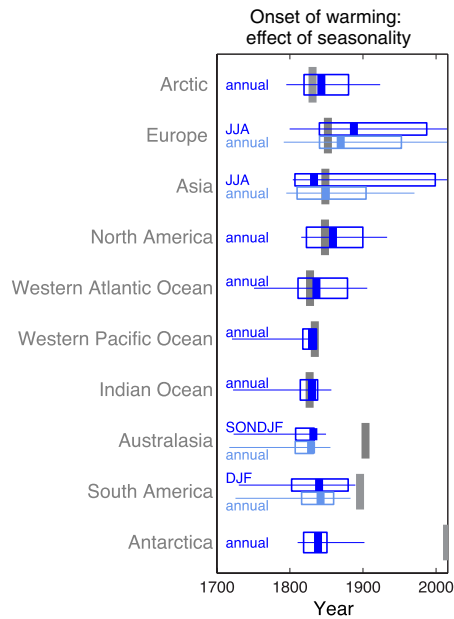 Onset of warming:
effect of seasonality
Arctic annual
Europe JJA
annual
Asia JJA
annual
North America annual
Western Atlantic Ocean annual
Western Pacific Ocean annual
Indian Ocean annual
Australasia SONDJF
annual
South America DJF
annual
Antarctica annual
1700 1800 1900 2000
Year